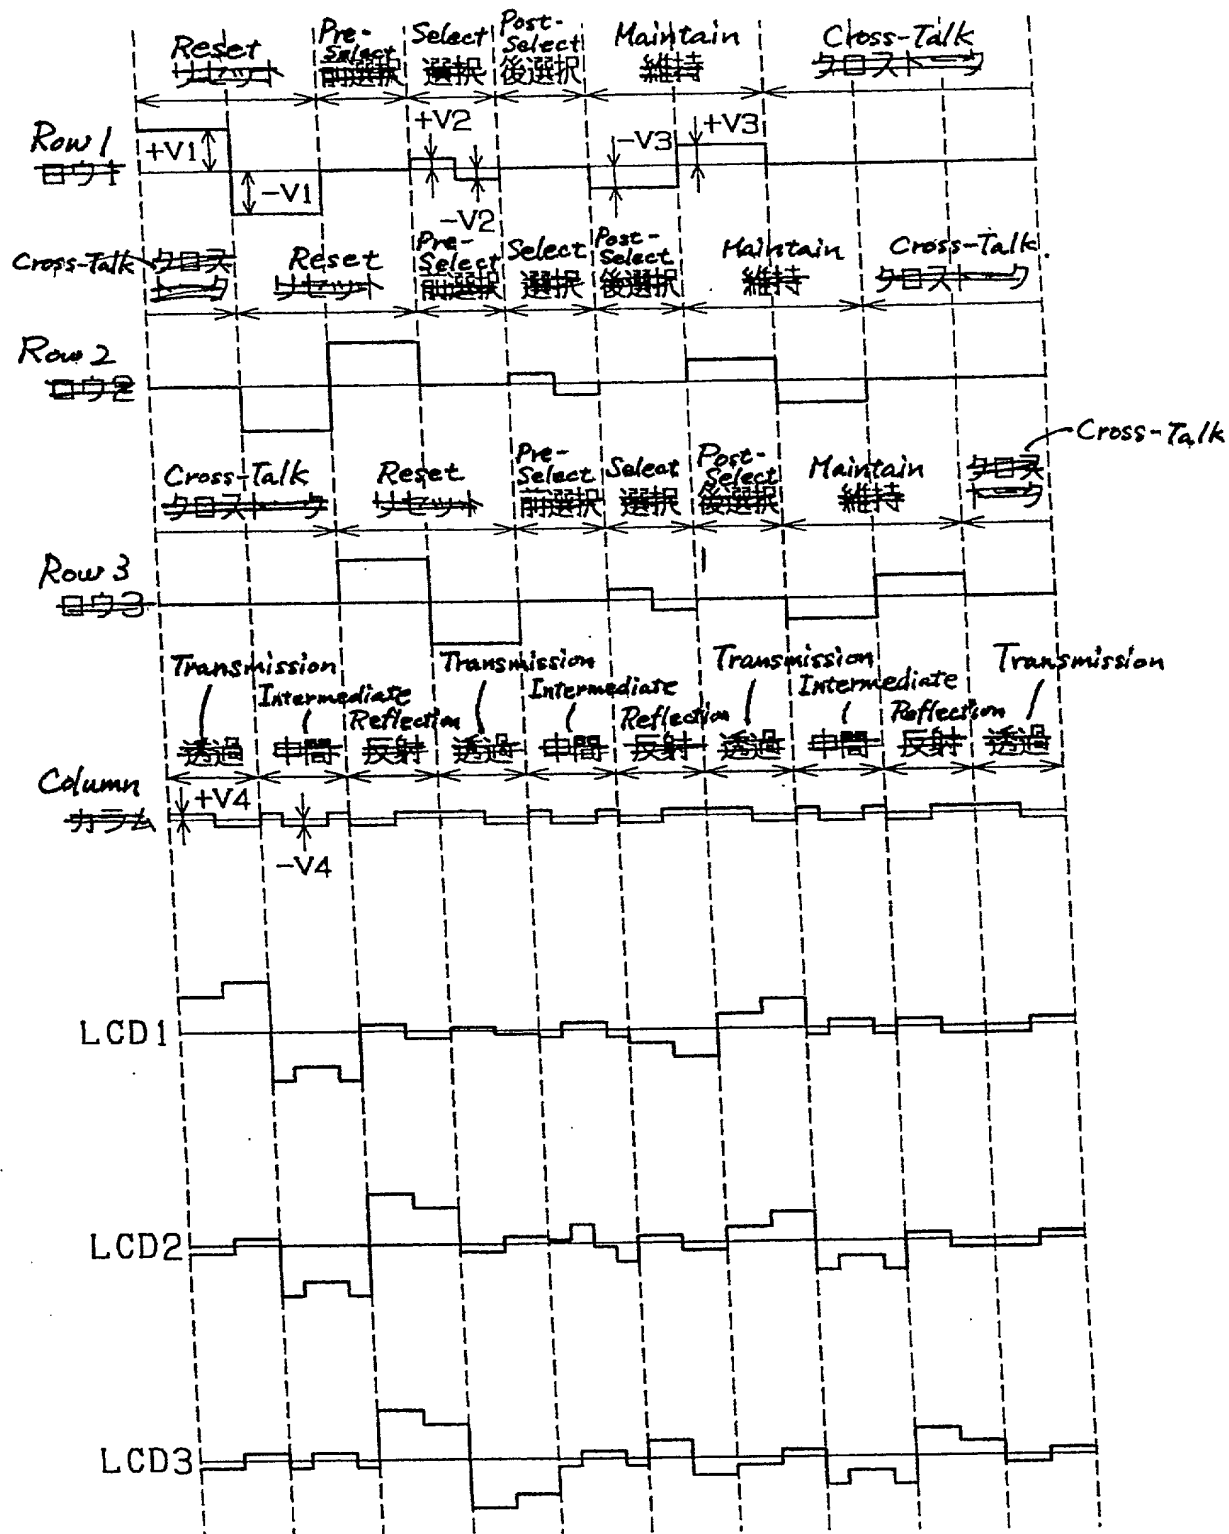 Reset
リセット
Pre-
Select
前選択
Select
選択
Post-
Select
後選択
Maintain
維持
Cross-Talk
クロストーク
Row 1
ロウ1
+V1
-V1
+V2
-V2
-V3
+V3
Cross-Talk
クロス
トーク
Reset
リセット
Pre-
Select
前選択
Select
選択
Post-
Select
後選択
Maintain
維持
Cross-Talk
クロストーク
Row 2
ロウ2
Cross-Talk
クロストーク
Reset
リセット
Pre-
Select
前選択
Select
選択
Post-
Select
後選択
Maintain
維持
Cross-Talk
クロス
トーク
Row 3
ロウ3
Transmission
透過
Intermediate
中間
Reflection
反射
Transmission
透過
Intermediate
中間
Reflection
反射
Transmission
透過
Intermediate
中間
Reflection
反射
Transmission
透過
Column
カラム
+V4
-V4
LCD1
LCD2
LCD3